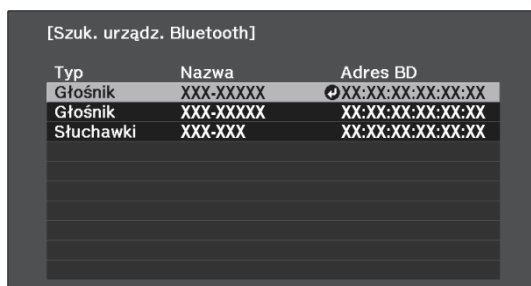 [Szuk. urządz. Bluetooth]
Typ Nazwa Adres BD
Głośnik XXX-XXXXX XX:XX:XX:XX:XX:XX
Głośnik XXX-XXXXX XX:XX:XX:XX:XX:XX
Słuchawki XXX-XXX XX:XX:XX:XX:XX:XX